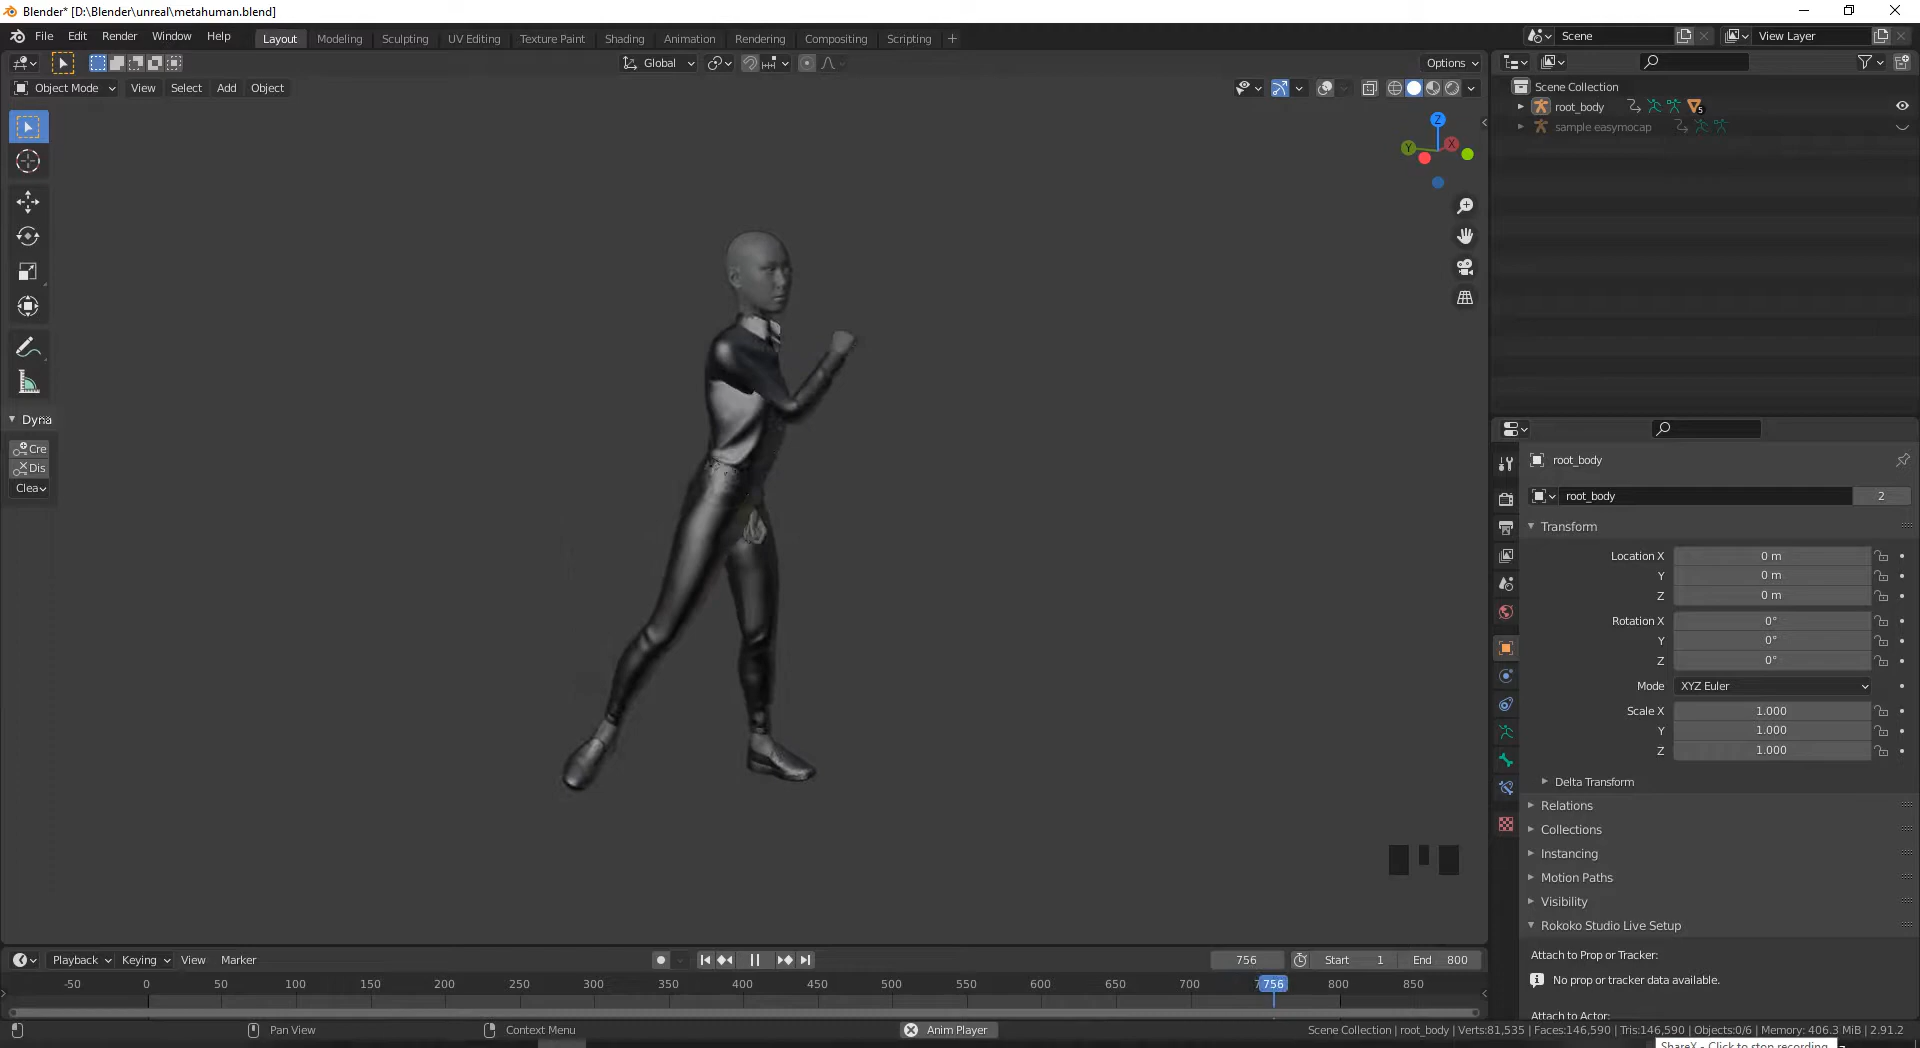 Blender* [D:\Blender\unreal\metahuman.blend]
File Edit Render Window Help
Layout Modeling Sculpting UV Editing Texture Paint Shading Animation Rendering Compositing Scripting +
Scene
View Layer
Global
Options
Object Mode View Select Add Object
Scene Collection
root_body
5
sample easymocap
Z
Y
X
Dyna
Cre
Dis
Clea
root_body
root_body 2
Transform
Location X 0 m
Y 0 m
Z 0 m
Rotation X 0°
Y 0°
Z 0°
Mode XYZ Euler
Scale X 1.000
Y 1.000
Z 1.000
Delta Transform
Relations
Collections
Instancing
Motion Paths
Visibility
Rokoko Studio Live Setup
Attach to Prop or Tracker:
No prop or tracker data available.
Attach to Actor:
Playback Keying View Marker
756 Start 1 End 800
-50 0 50 100 150 200 250 300 350 400 450 500 550 600 650 700 756 800 850
Pan View
Context Menu
Anim Player
Scene Collection | root_body | Verts:81,535 | Faces:146,590 | Tris:146,590 | Objects:0/6 | Memory: 406.3 MiB | 2.91.2
ShareX - Click to stop recording